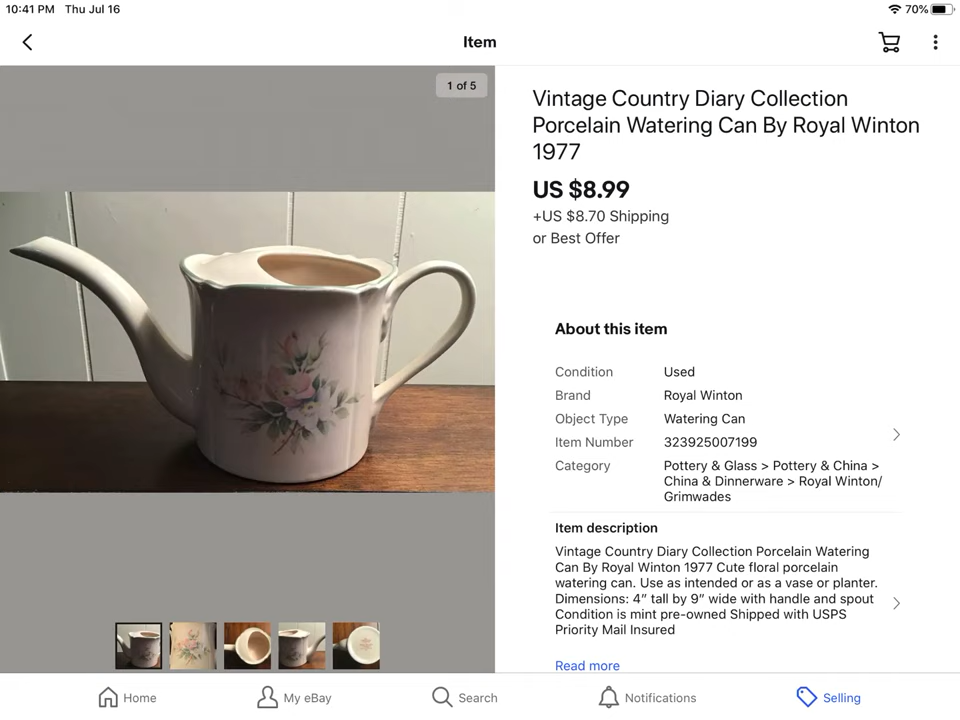 10:41 PM Thu Jul 16
70%
Item
1 of 5
Vintage Country Diary Collection
Porcelain Watering Can By Royal Winton
1977
US $8.99
+US $8.70 Shipping
or Best Offer
About this item
Condition Used
Brand Royal Winton
Object Type Watering Can
Item Number 323925007199
Category Pottery & Glass > Pottery & China >
China & Dinnerware > Royal Winton/
Grimwades
Item description
Vintage Country Diary Collection Porcelain Watering
Can By Royal Winton 1977 Cute floral porcelain
watering can. Use as intended or as a vase or planter.
Dimensions: 4” tall by 9” wide with handle and spout
Condition is mint pre-owned Shipped with USPS
Priority Mail Insured
Read more
Home My eBay Search Notifications Selling